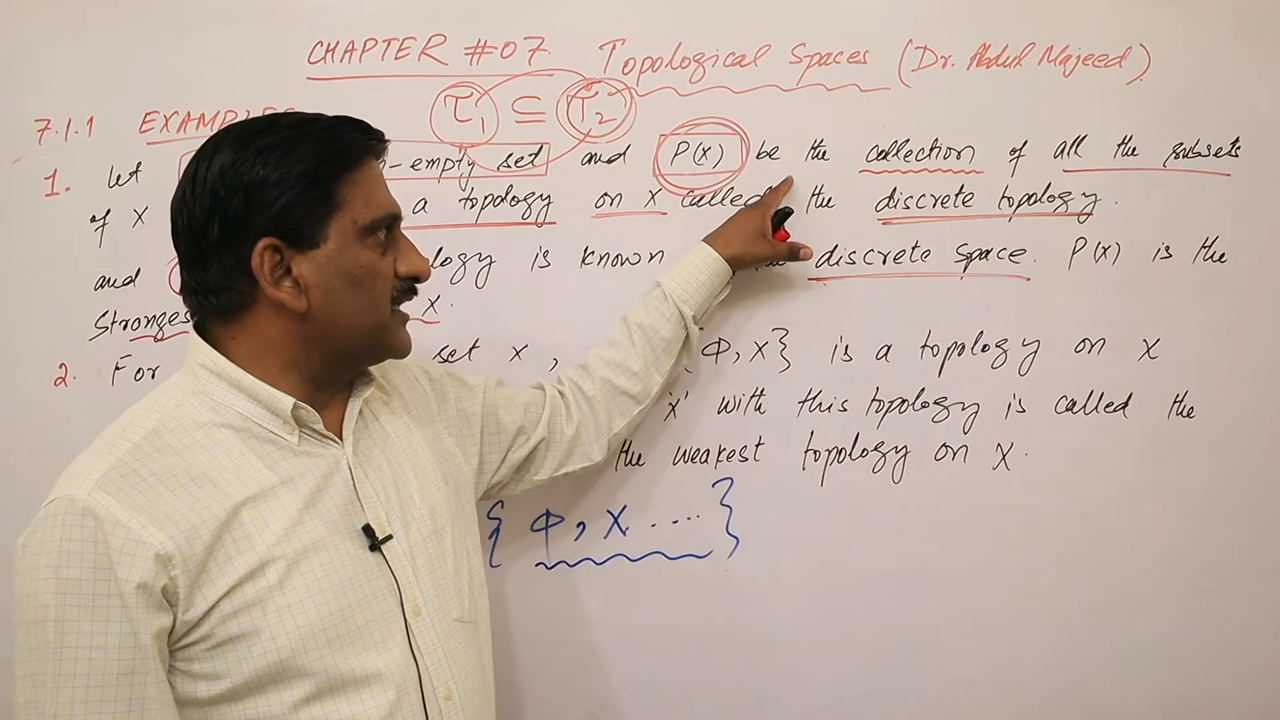 CHAPTER #07. Topological Spaces (Dr. Abdul Majeed)
τ₁ ⊆ τ₂
7.1.1 EXAMPLES
1. Let n-empty set and P(X) be the collection of all the subsets
of X a topology on X called the discrete topology.
and logy is known discrete space. P(X) is the
Stronges X.
2. For set X, {Φ, X} is a topology on X
X' with this topology is called the
the weakest topology on X.
{ Φ, X .... }